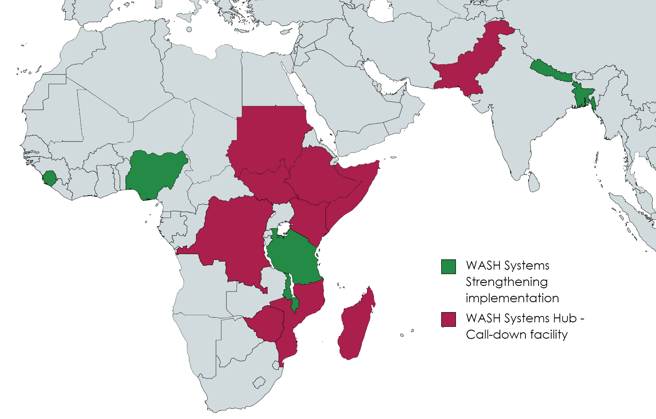 WASH Systems
Strengthening
implementation
WASH Systems Hub -
Call-down facility